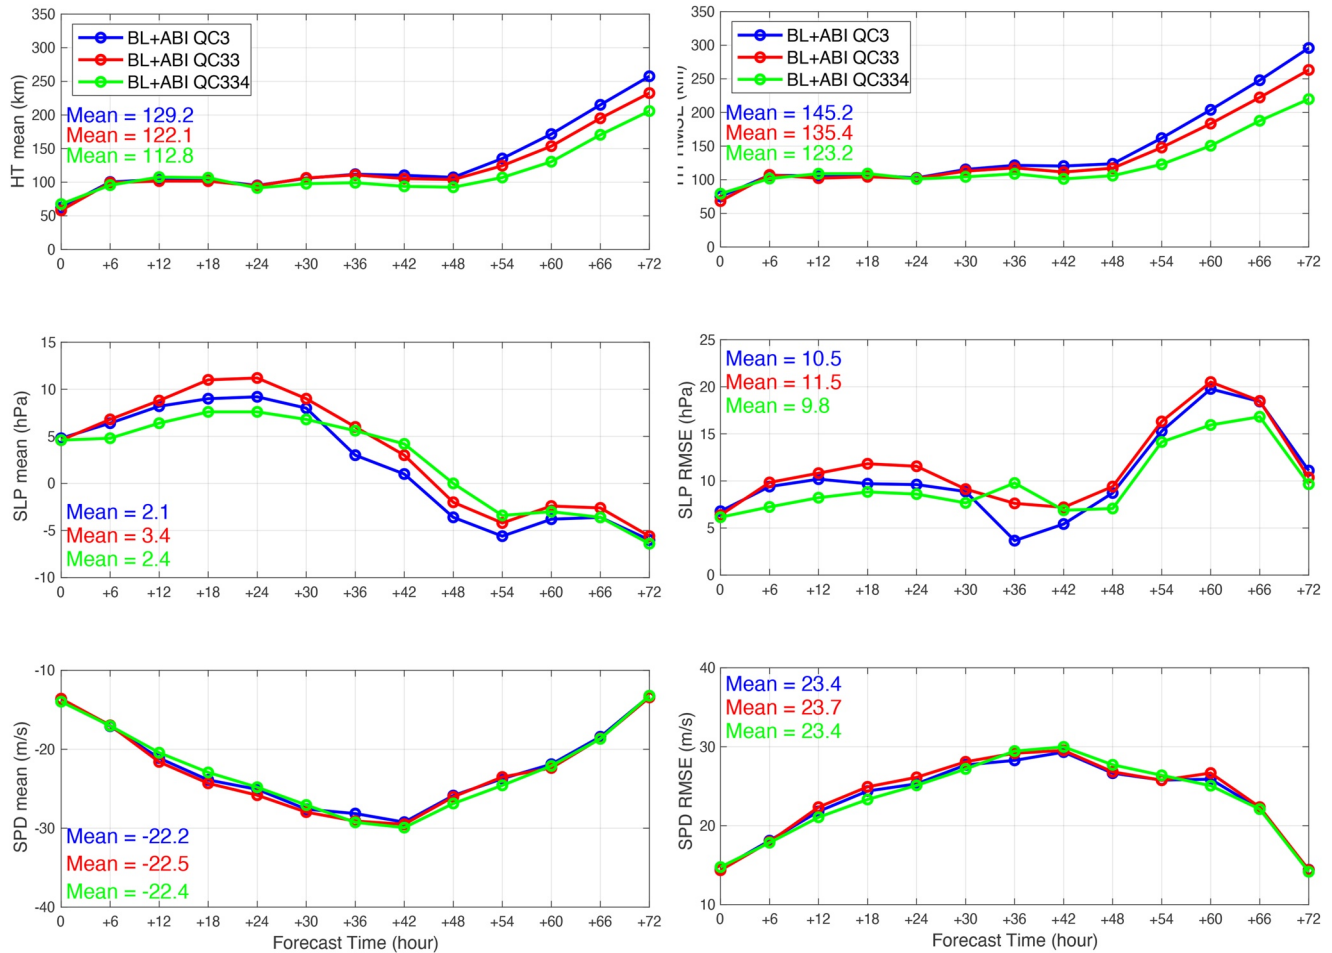 HT mean (km)
350
300
250
200
150
100
50
0
BL+ABI QC3
BL+ABI QC33
BL+ABI QC334
Mean = 129.2
Mean = 122.1
Mean = 112.8
0 +6 +12 +18 +24 +30 +36 +42 +48 +54 +60 +66 +72
HT RMSE (km)
350
300
250
200
150
100
50
0
BL+ABI QC3
BL+ABI QC33
BL+ABI QC334
Mean = 145.2
Mean = 135.4
Mean = 123.2
0 +6 +12 +18 +24 +30 +36 +42 +48 +54 +60 +66 +72
SLP mean (hPa)
15
10
5
0
-5
-10
Mean = 2.1
Mean = 3.4
Mean = 2.4
0 +6 +12 +18 +24 +30 +36 +42 +48 +54 +60 +66 +72
SLP RMSE (hPa)
25
20
15
10
5
0
Mean = 10.5
Mean = 11.5
Mean = 9.8
0 +6 +12 +18 +24 +30 +36 +42 +48 +54 +60 +66 +72
SPD mean (m/s)
-10
-20
-30
-40
Mean = -22.2
Mean = -22.5
Mean = -22.4
0 +6 +12 +18 +24 +30 +36 +42 +48 +54 +60 +66 +72
Forecast Time (hour)
SPD RMSE (m/s)
40
30
20
10
Mean = 23.4
Mean = 23.7
Mean = 23.4
0 +6 +12 +18 +24 +30 +36 +42 +48 +54 +60 +66 +72
Forecast Time (hour)